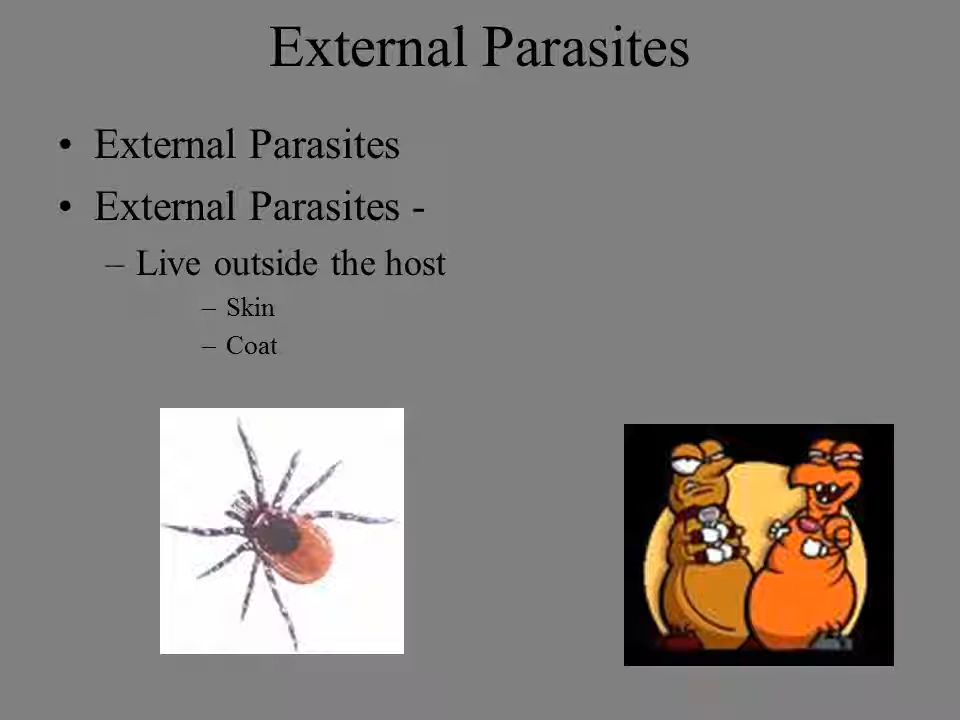 External Parasites
• External Parasites
• External Parasites -
– Live outside the host
– Skin
– Coat